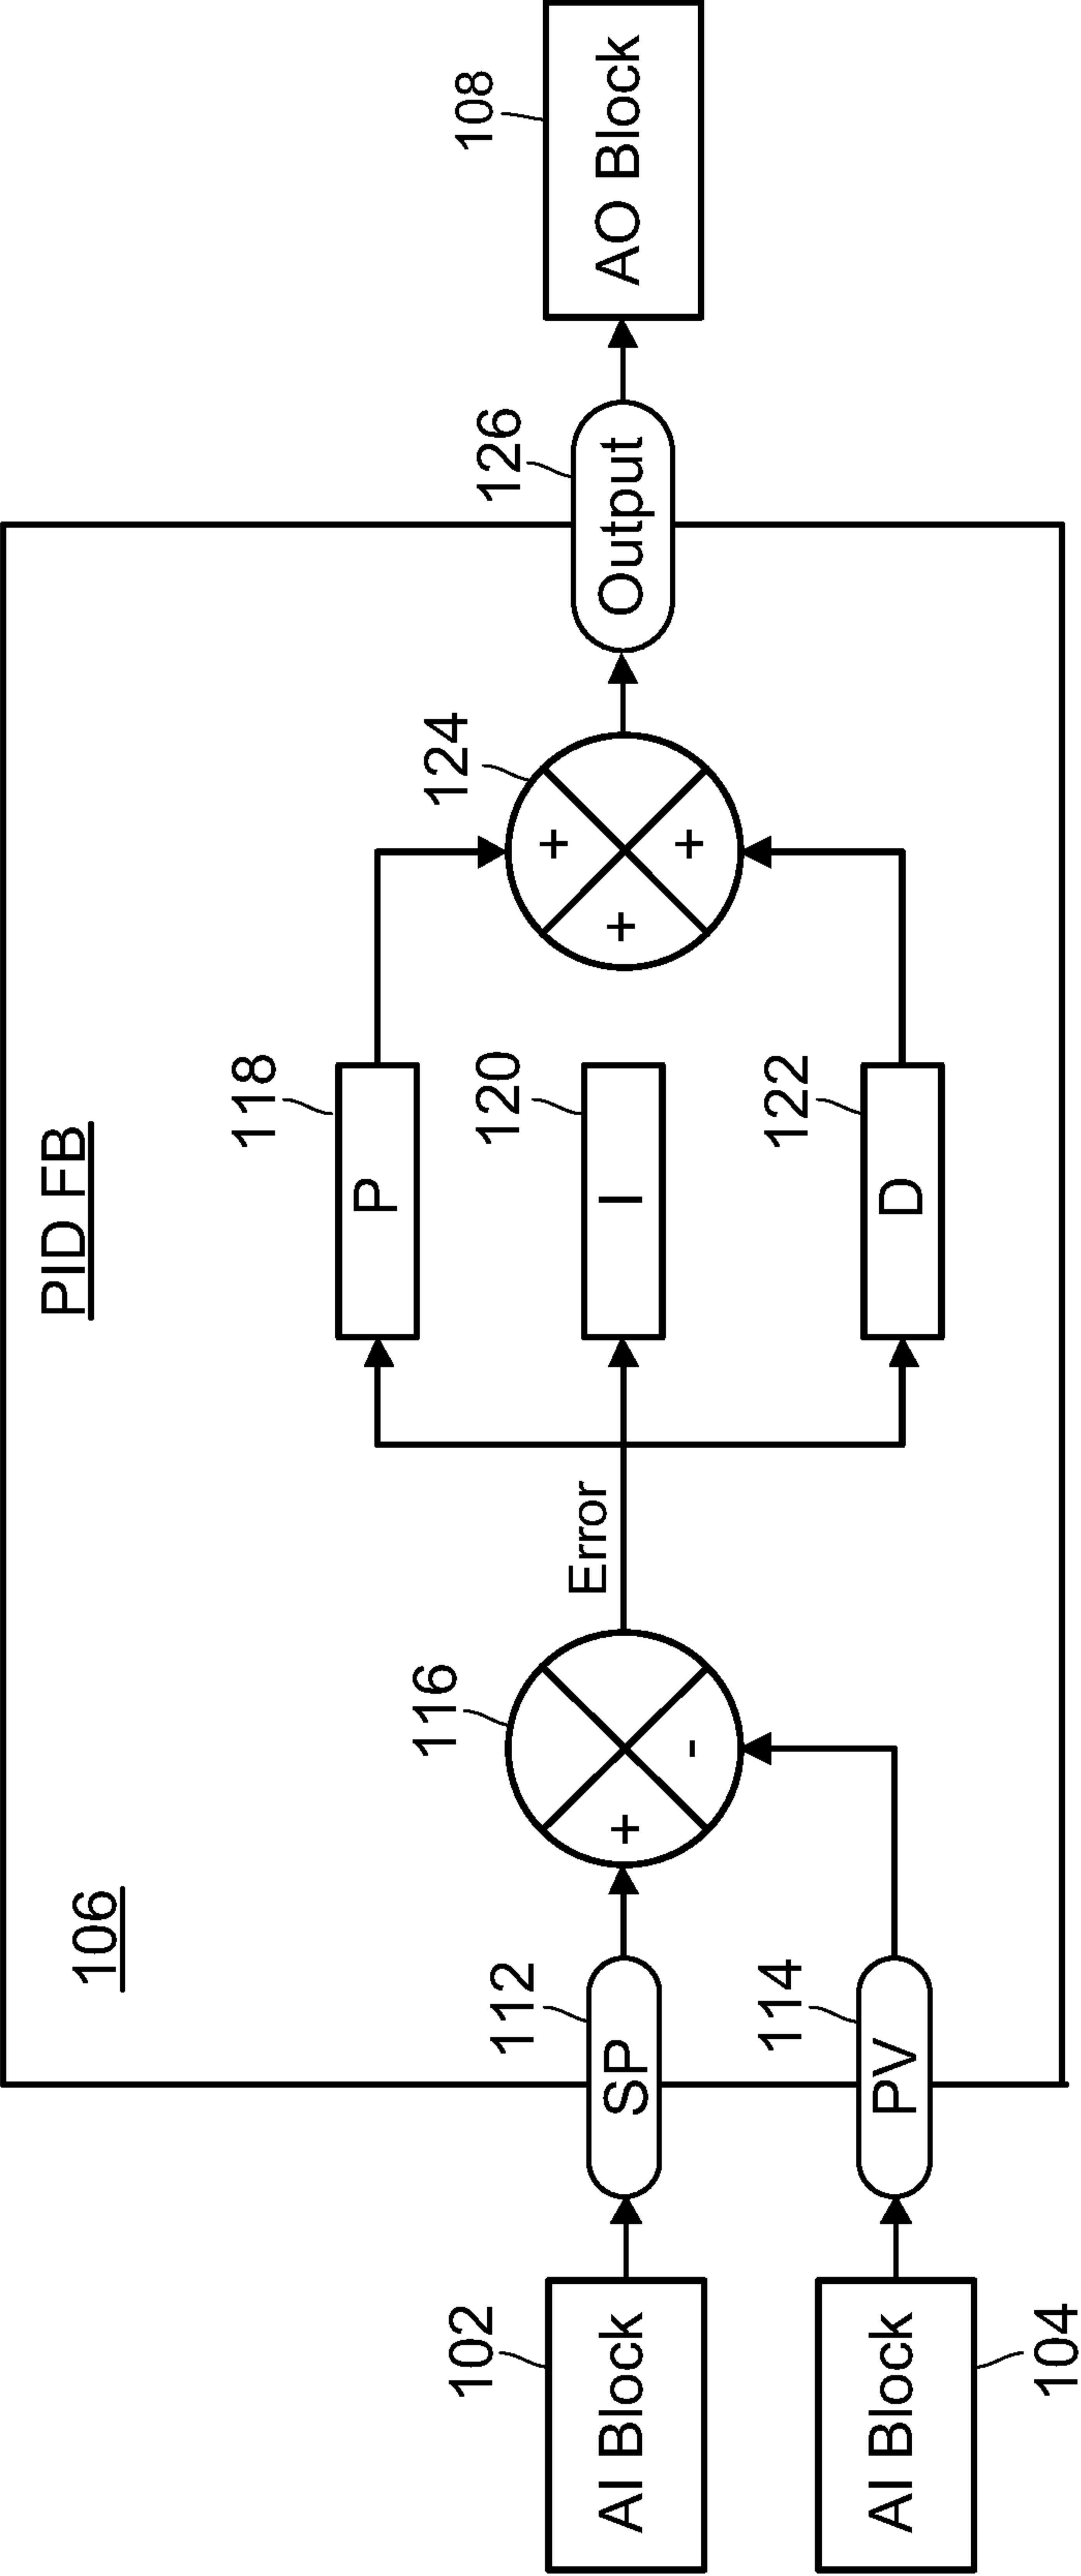 PID FB
106
102
AI Block
104
AI Block
112
SP
114
PV
116
+
-
Error
118
P
120
I
122
D
124
+
+
+
126
Output
108
AO Block